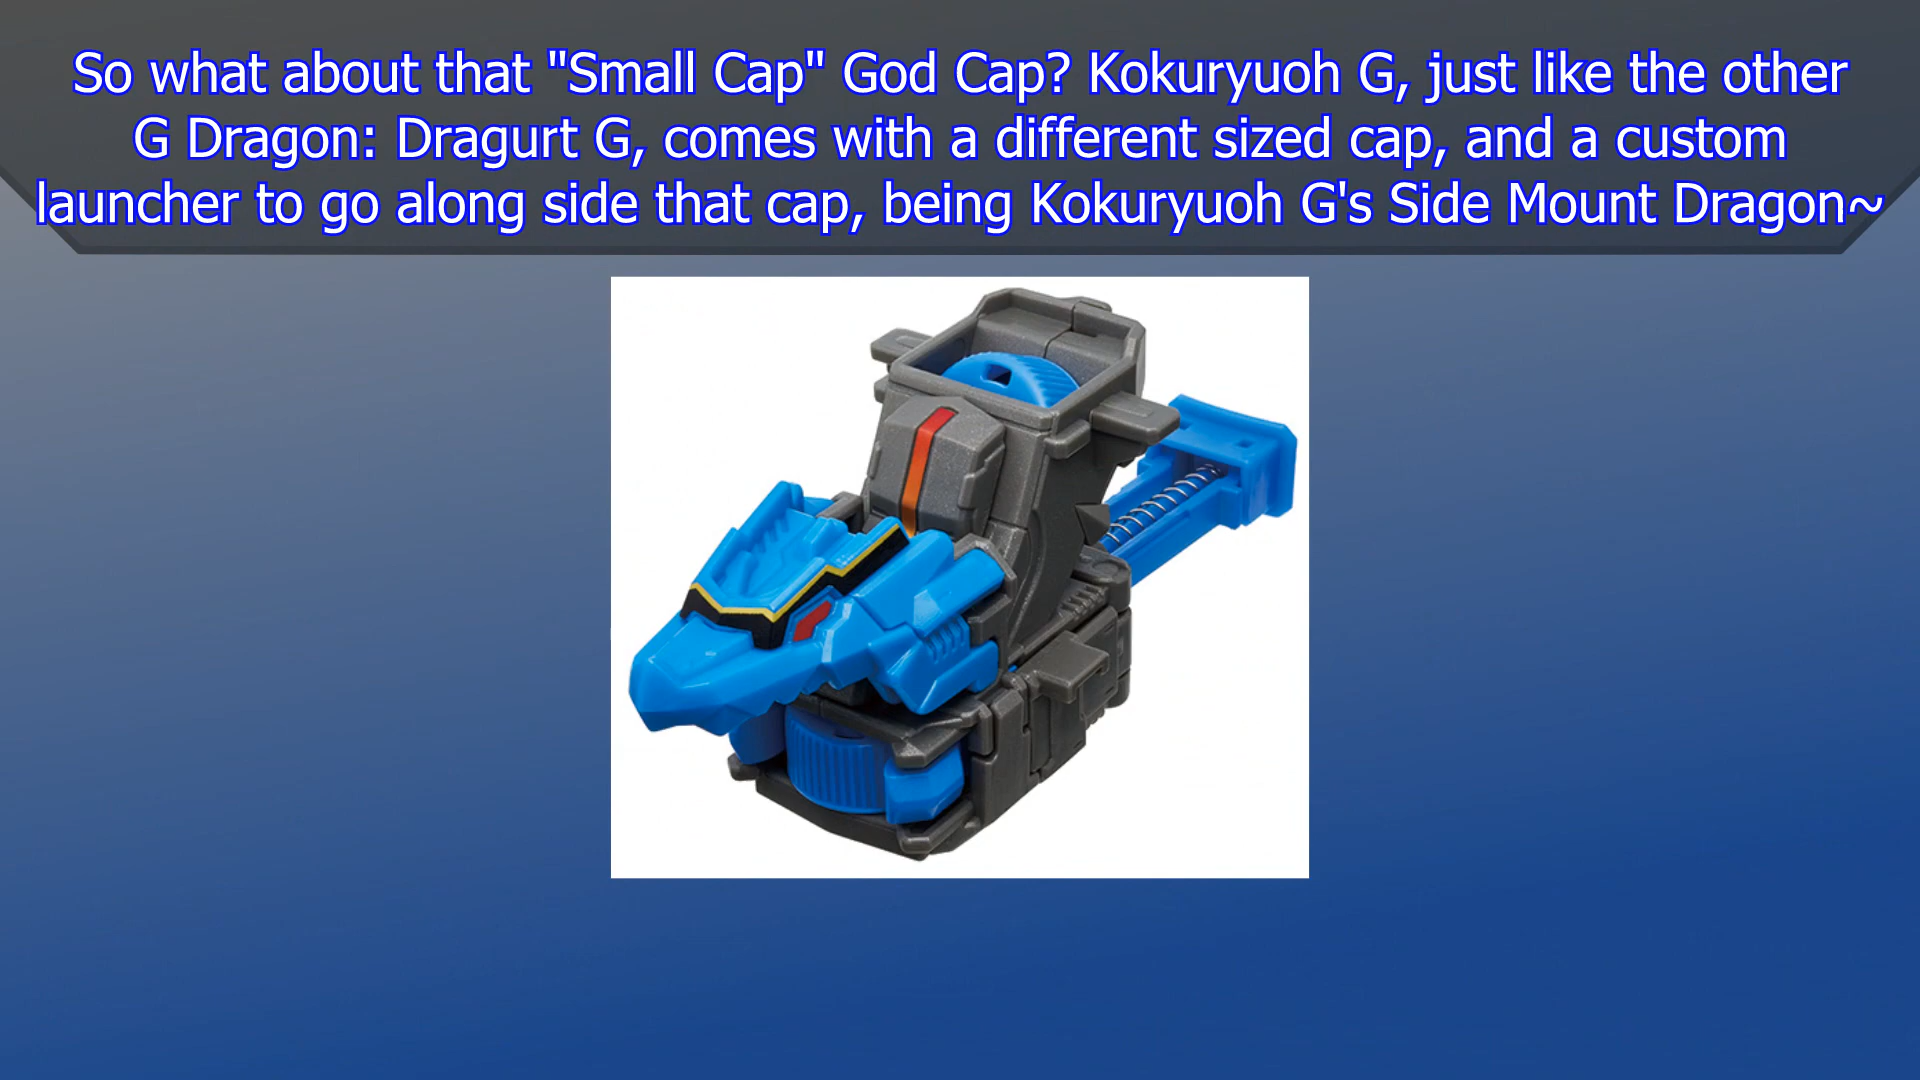 So what about that "Small Cap" God Cap? Kokuryuoh G, just like the other
G Dragon: Dragurt G, comes with a different sized cap, and a custom
launcher to go along side that cap, being Kokuryuoh G's Side Mount Dragon~